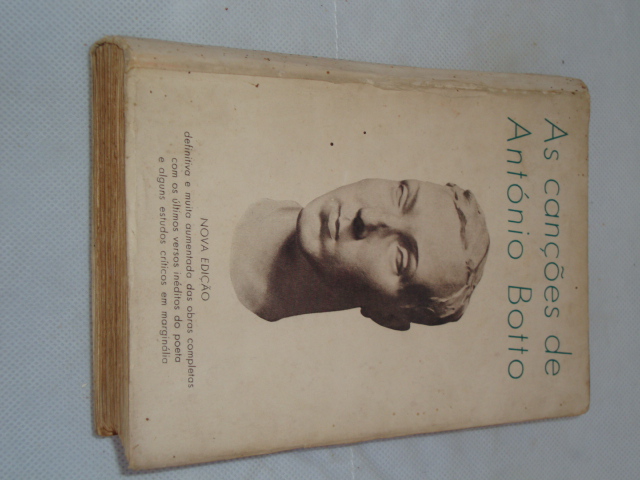 As canções de
António Botto
NOVA EDIÇÃO
definitiva e muito aumentada das obras completas
com os últimos versos inéditos do poeta
e alguns estudos críticos em marginália